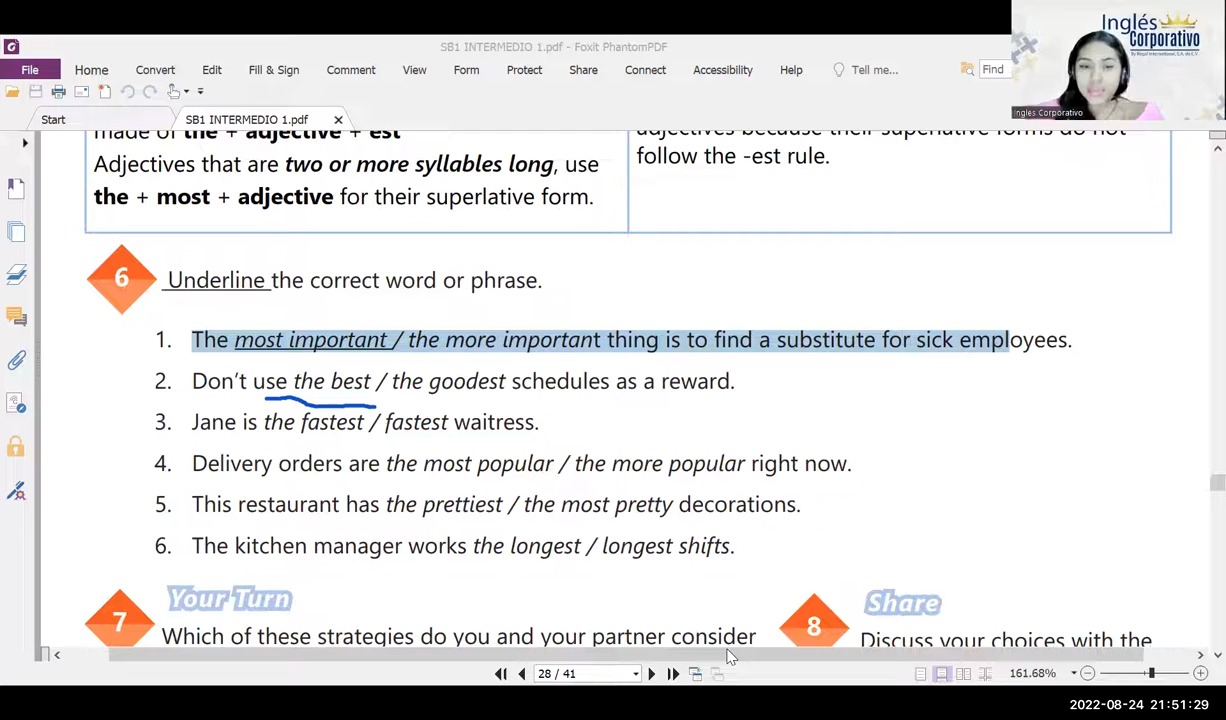 SB1 INTERMEDIO 1.pdf - Foxit PhantomPDF
Inglés
Corporativo
By Regal International, S.A. de C.V.
File Home Convert Edit Fill & Sign Comment View Form Protect Share Connect Accessibility Help Tell me... Find
Ingles Corporativo
Start SB1 INTERMEDIO 1.pdf
made of the + adjective + est
Adjectives that are two or more syllables long, use
the + most + adjective for their superlative form.
adjectives because their superlative forms do not
follow the -est rule.
6 Underline the correct word or phrase.
1. The most important / the more important thing is to find a substitute for sick employees.
2. Don't use the best / the goodest schedules as a reward.
3. Jane is the fastest / fastest waitress.
4. Delivery orders are the most popular / the more popular right now.
5. This restaurant has the prettiest / the most pretty decorations.
6. The kitchen manager works the longest / longest shifts.
7 Your Turn
Which of these strategies do you and your partner consider
8 Share
Discuss your choices with the
28 / 41
161.68%
2022-08-24 21:51:29